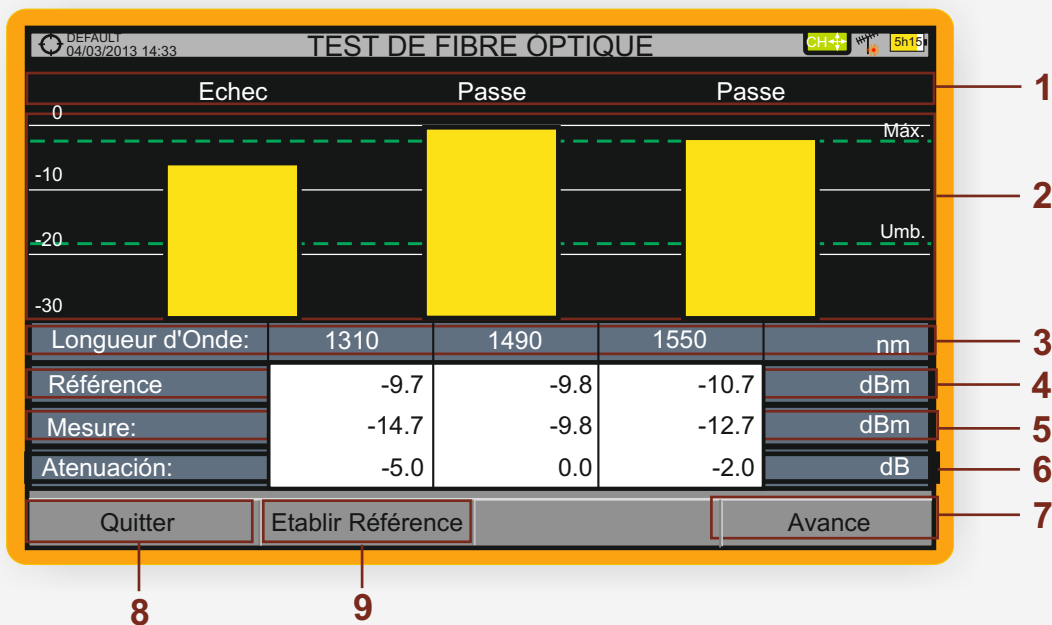 DEFAULT
04/03/2013 14:33
TEST DE FIBRE ÓPTIQUE
CH
5h15
Echec Passe Passe
1
0
Máx.
-10
2
-20
Umb.
-30
Longueur d'Onde: 1310 1490 1550 nm
3
Référence -9.7 -9.8 -10.7 dBm
4
Mesure: -14.7 -9.8 -12.7 dBm
5
Atenuación: -5.0 0.0 -2.0 dB
6
Quitter Etablir Référence Avance
7
8 9